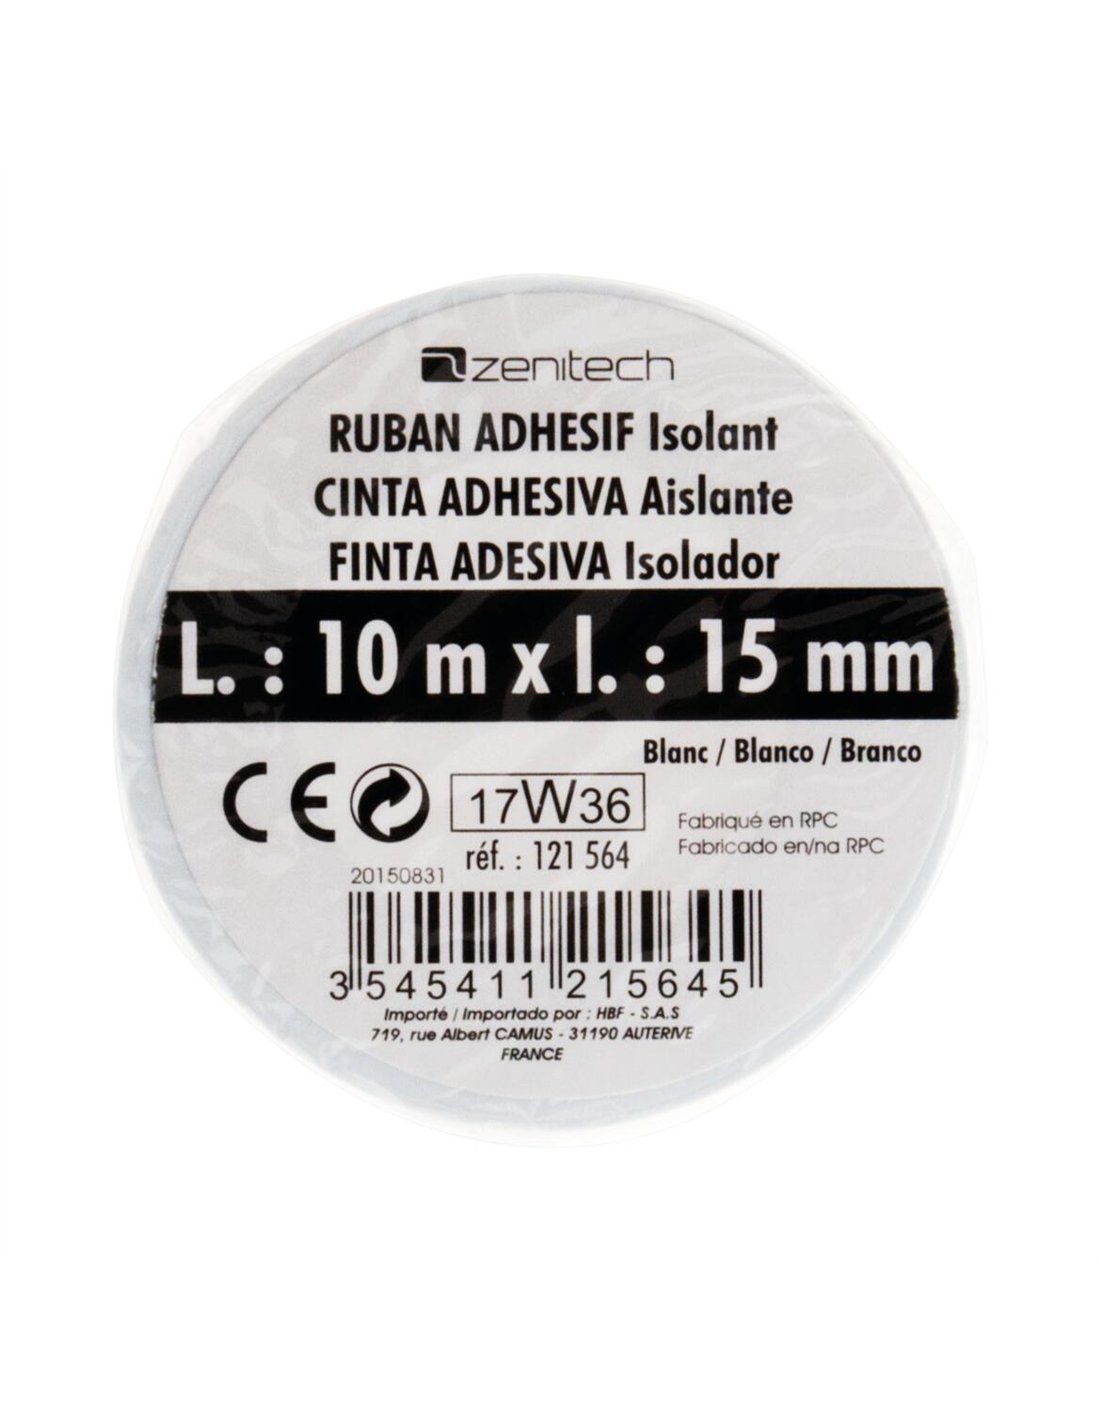 zenitech
RUBAN ADHESIF Isolant
CINTA ADHESIVA Aislante
FINTA ADESIVA Isolador
L. : 10 m x l. : 15 mm
Blanc / Blanco / Branco
CE
17W36
Fabriqué en RPC
Fabricado en/na RPC
réf. : 121 564
20150831
3 545411 215645
Importé / Importado por : HBF - S.A.S
719, rue Albert CAMUS - 31190 AUTERIVE
FRANCE